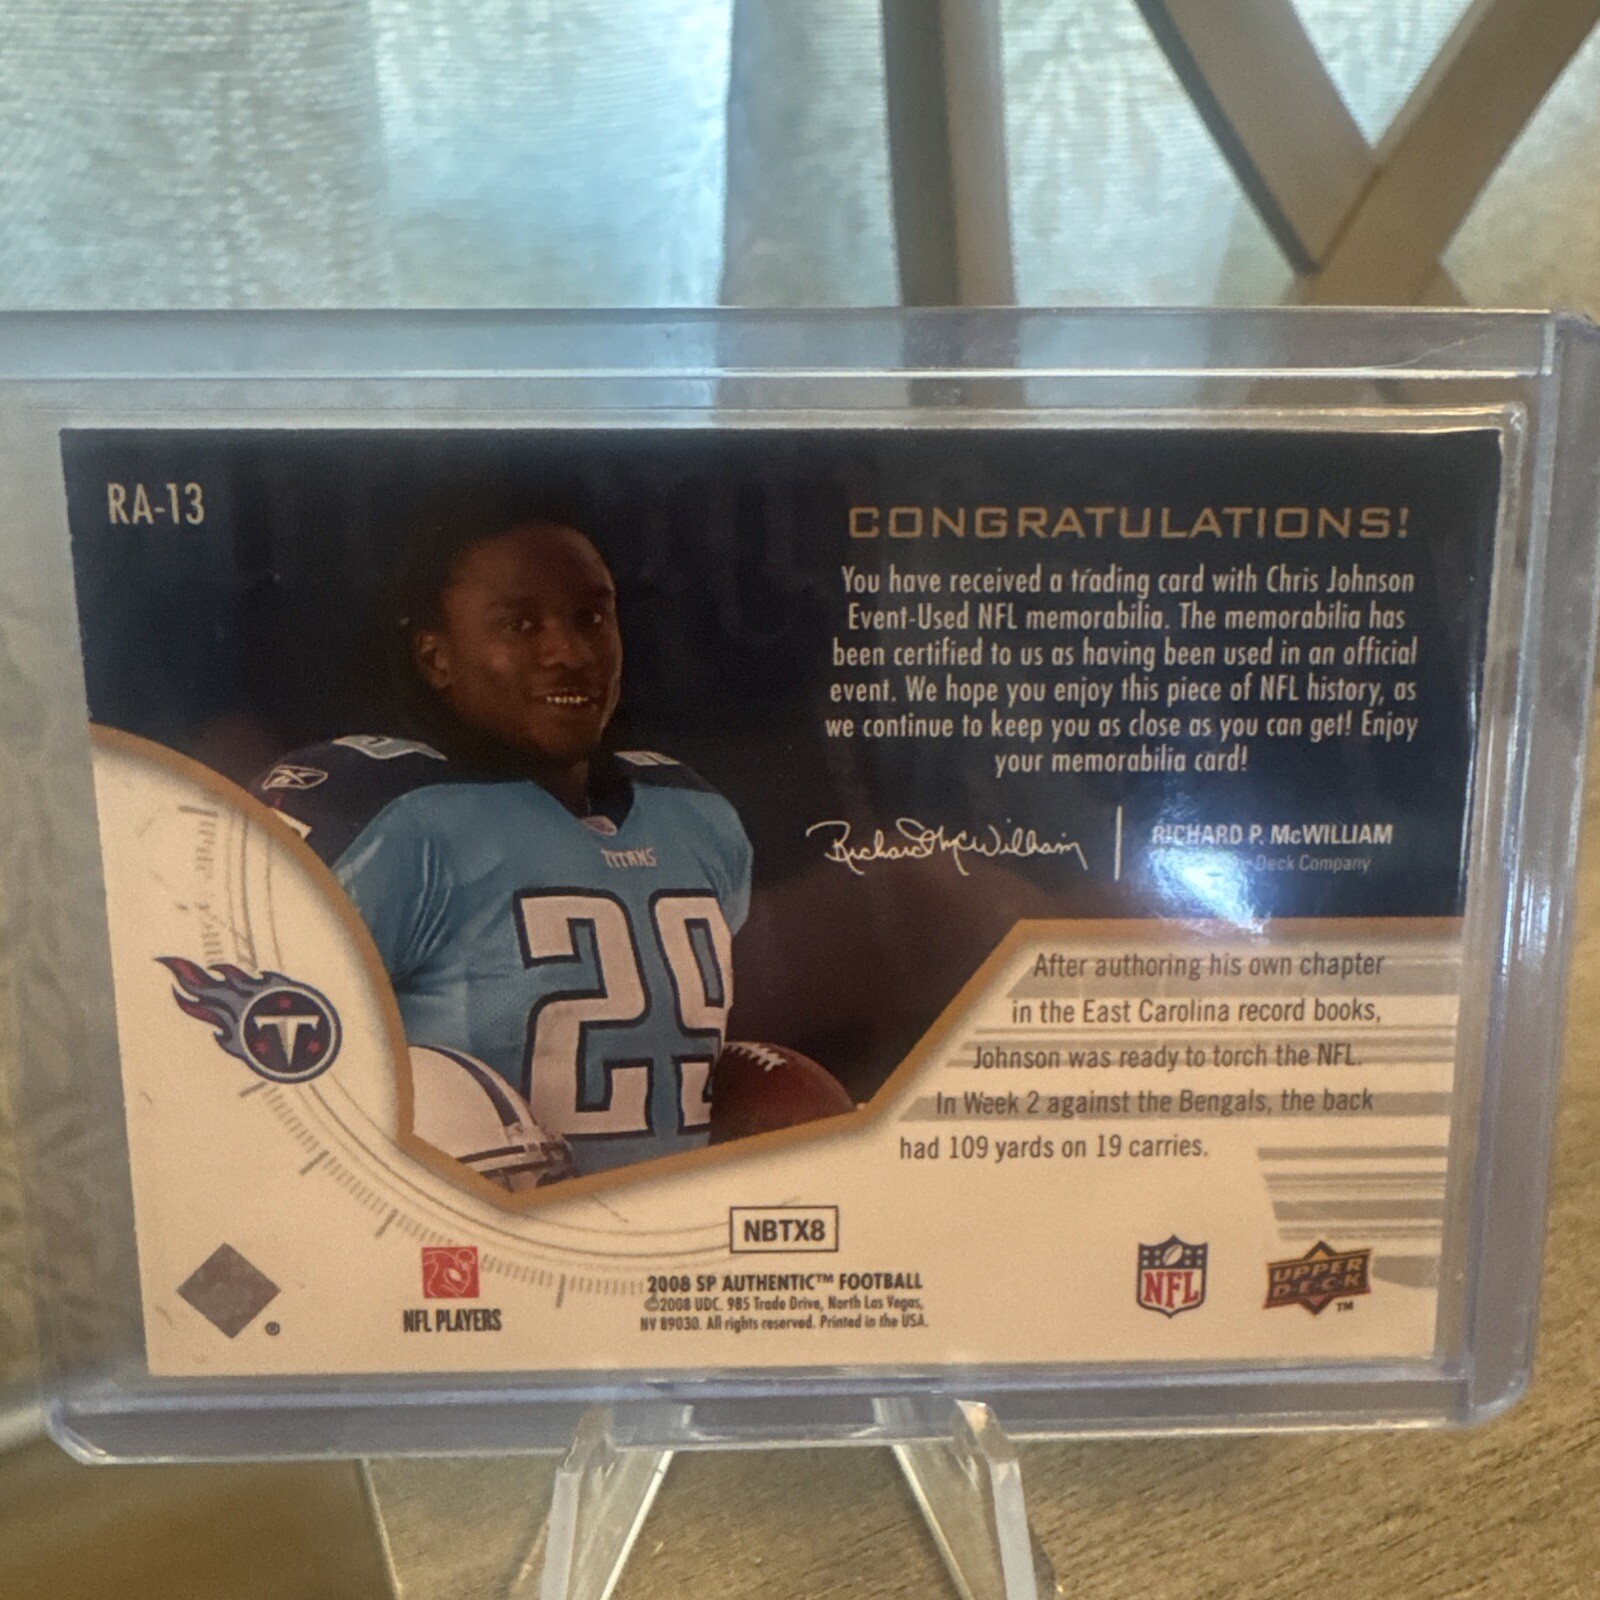 RA-13
CONGRATULATIONS!
You have received a trading card with Chris Johnson
Event-Used NFL memorabilia. The memorabilia has
been certified to us as having been used in an official
event. We hope you enjoy this piece of NFL history, as
we continue to keep you as close as you can get! Enjoy
your memorabilia card!
Richard McWilliam
RICHARD P. McWILLIAM
Deck Company
TITANS
29
T
After authoring his own chapter
in the East Carolina record books,
Johnson was ready to torch the NFL.
In Week 2 against the Bengals, the back
had 109 yards on 19 carries.
NBTX8
®
NFL PLAYERS
2008 SP AUTHENTIC™ FOOTBALL
©2008 UDC. 985 Trade Drive, North Las Vegas,
NV 89030. All rights reserved. Printed in the USA.
NFL
UPPER
DECK
™